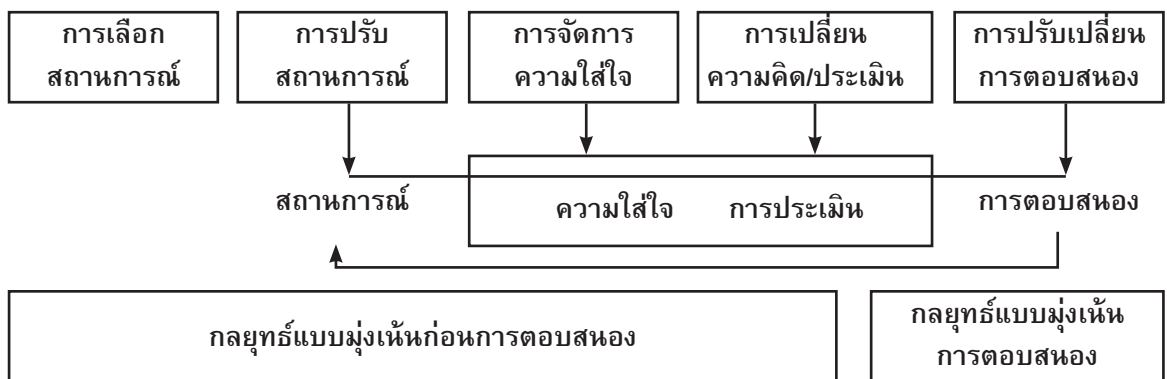 การเลือก
สถานการณ์
การปรับ
สถานการณ์
การจัดการ
ความใส่ใจ
การเปลี่ยน
ความคิด/ประเมิน
การปรับเปลี่ยน
การตอบสนอง
สถานการณ์
ความใส่ใจ
การประเมิน
การตอบสนอง
กลยุทธ์แบบมุ่งเน้นก่อนการตอบสนอง
กลยุทธ์แบบมุ่งเน้น
การตอบสนอง